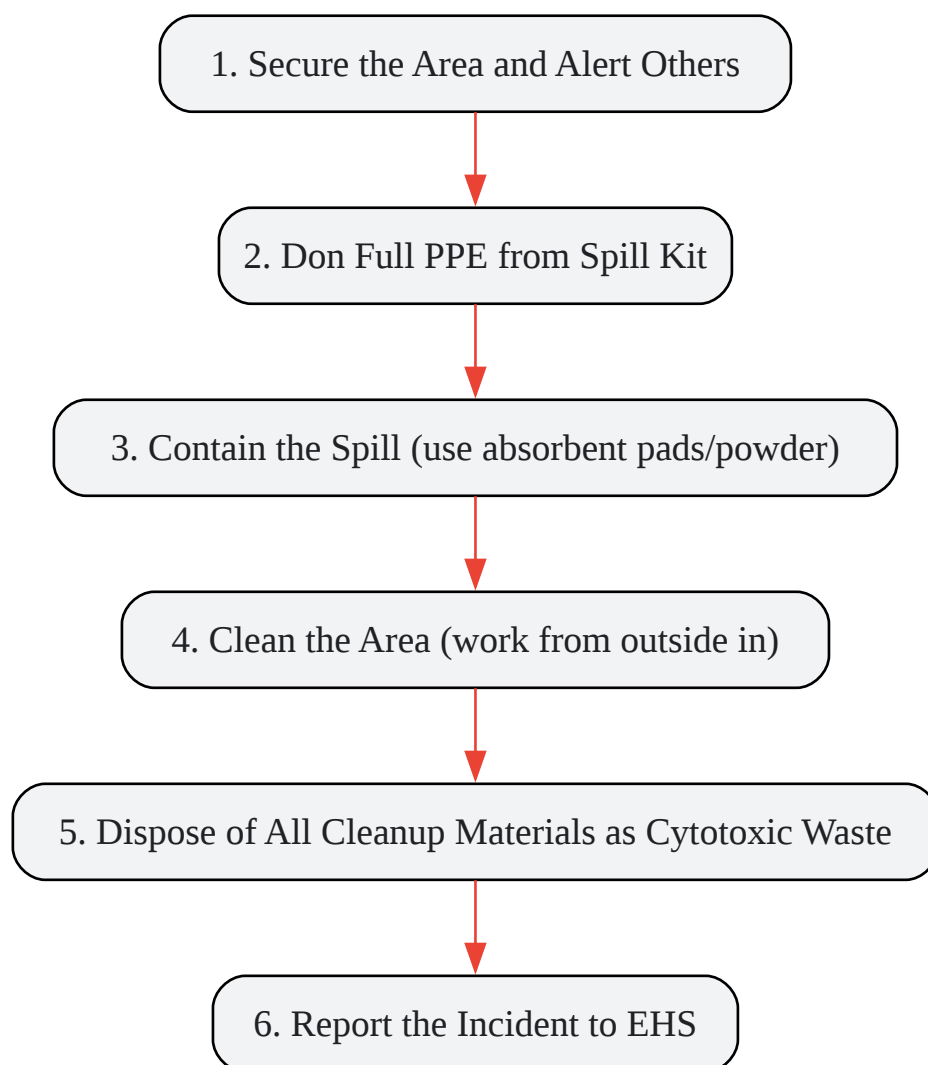 1. Secure the Area and Alert Others
2. Don Full PPE from Spill Kit
3. Contain the Spill (use absorbent pads/powder)
4. Clean the Area (work from outside in)
5. Dispose of All Cleanup Materials as Cytotoxic Waste
6. Report the Incident to EHS